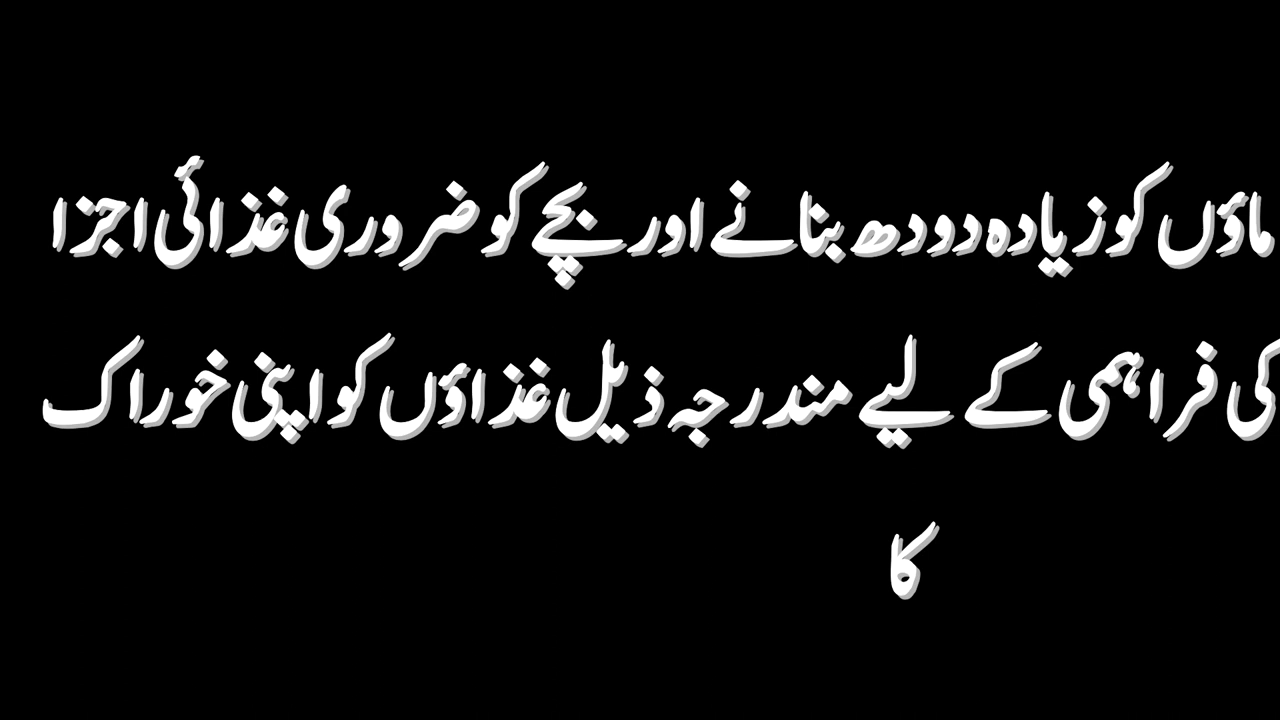 ماؤں کو زیادہ دودھ بنانے اور بچے کو ضروری غذائی اجزا
کی فراہمی کے لیے مندرجہ ذیل غذاؤں کو اپنی خوراک
کا